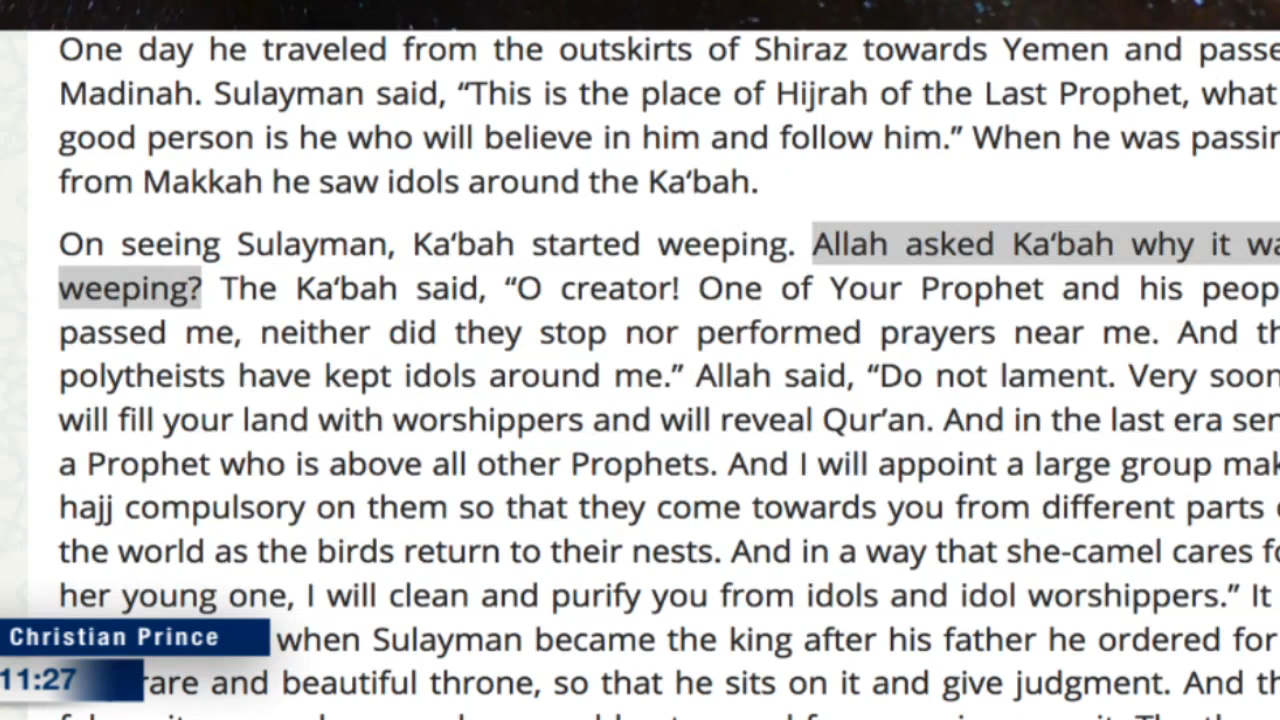 One day he traveled from the outskirts of Shiraz towards Yemen and
Madinah. Sulayman said, “This is the place of Hijrah of the Last Prophet, what
good person is he who will believe in him and follow him.” When he was
from Makkah he saw idols around the Ka‘bah.
On seeing Sulayman, Ka‘bah started weeping. Allah asked Ka‘bah why it
weeping? The Ka‘bah said, “O creator! One of Your Prophet and his
passed me, neither did they stop nor performed prayers near me. And
polytheists have kept idols around me.” Allah said, “Do not lament. Very soon
will fill your land with worshippers and will reveal Qur’an. And in the last era
a Prophet who is above all other Prophets. And I will appoint a large group
hajj compulsory on them so that they come towards you from different parts
the world as the birds return to their nests. And in a way that she-camel cares
her young one, I will clean and purify you from idols and idol worshippers.” It
Christian Prince when Sulayman became the king after his father he ordered for
11:27 rare and beautiful throne, so that he sits on it and give judgment. And